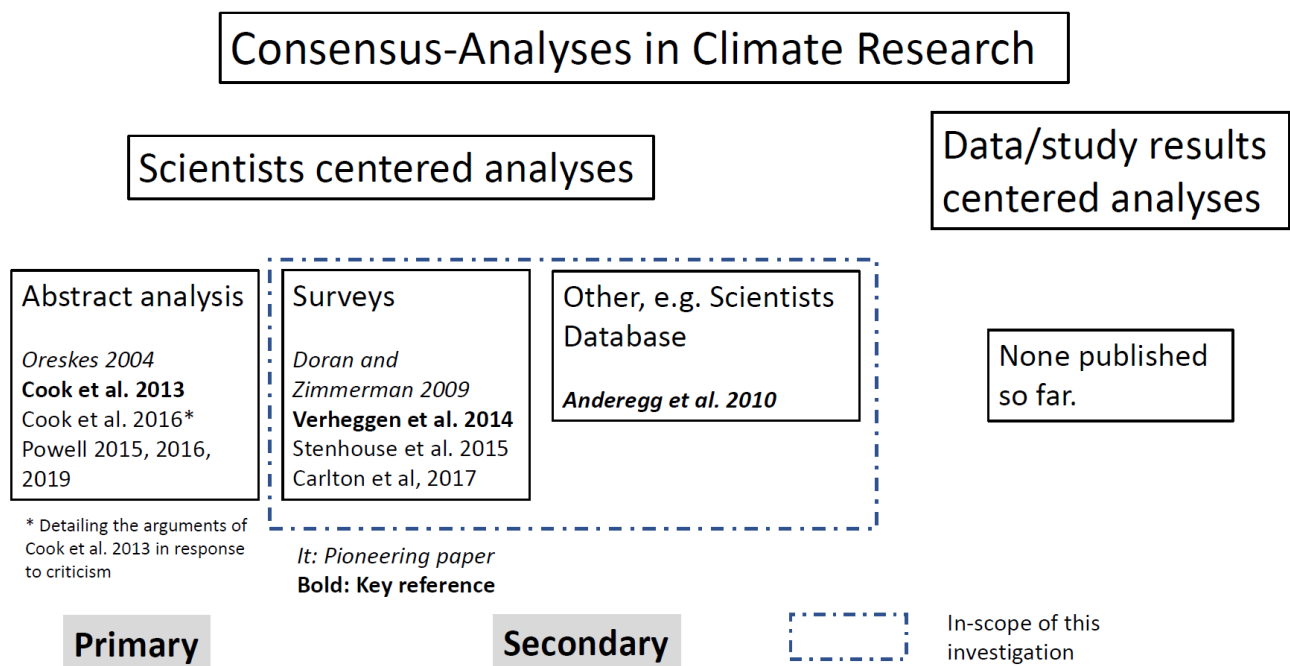 Consensus-Analyses in Climate Research
Scientists centered analyses
Data/study results
centered analyses
Abstract analysis
Oreskes 2004
Cook et al. 2013
Cook et al. 2016*
Powell 2015, 2016,
2019
* Detailing the arguments of
Cook et al. 2013 in response
to criticism
Surveys
Doran and
Zimmerman 2009
Verheggen et al. 2014
Stenhouse et al. 2015
Carlton et al, 2017
Other, e.g. Scientists
Database
Anderegg et al. 2010
None published
so far.
It: Pioneering paper
Bold: Key reference
Primary
Secondary
In-scope of this
investigation